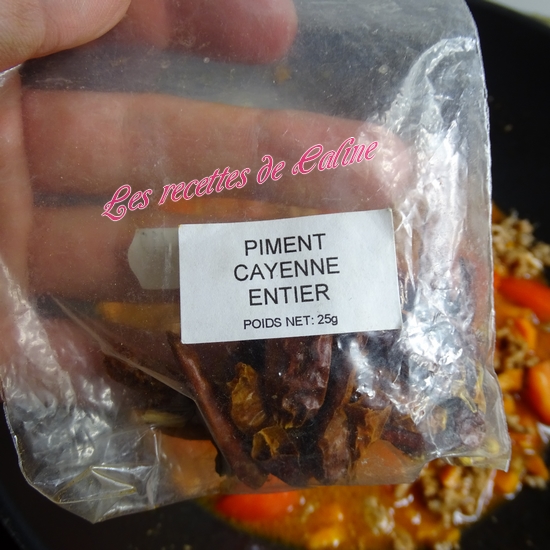 Les recettes de Caline
PIMENT
CAYENNE
ENTIER
POIDS NET: 25g